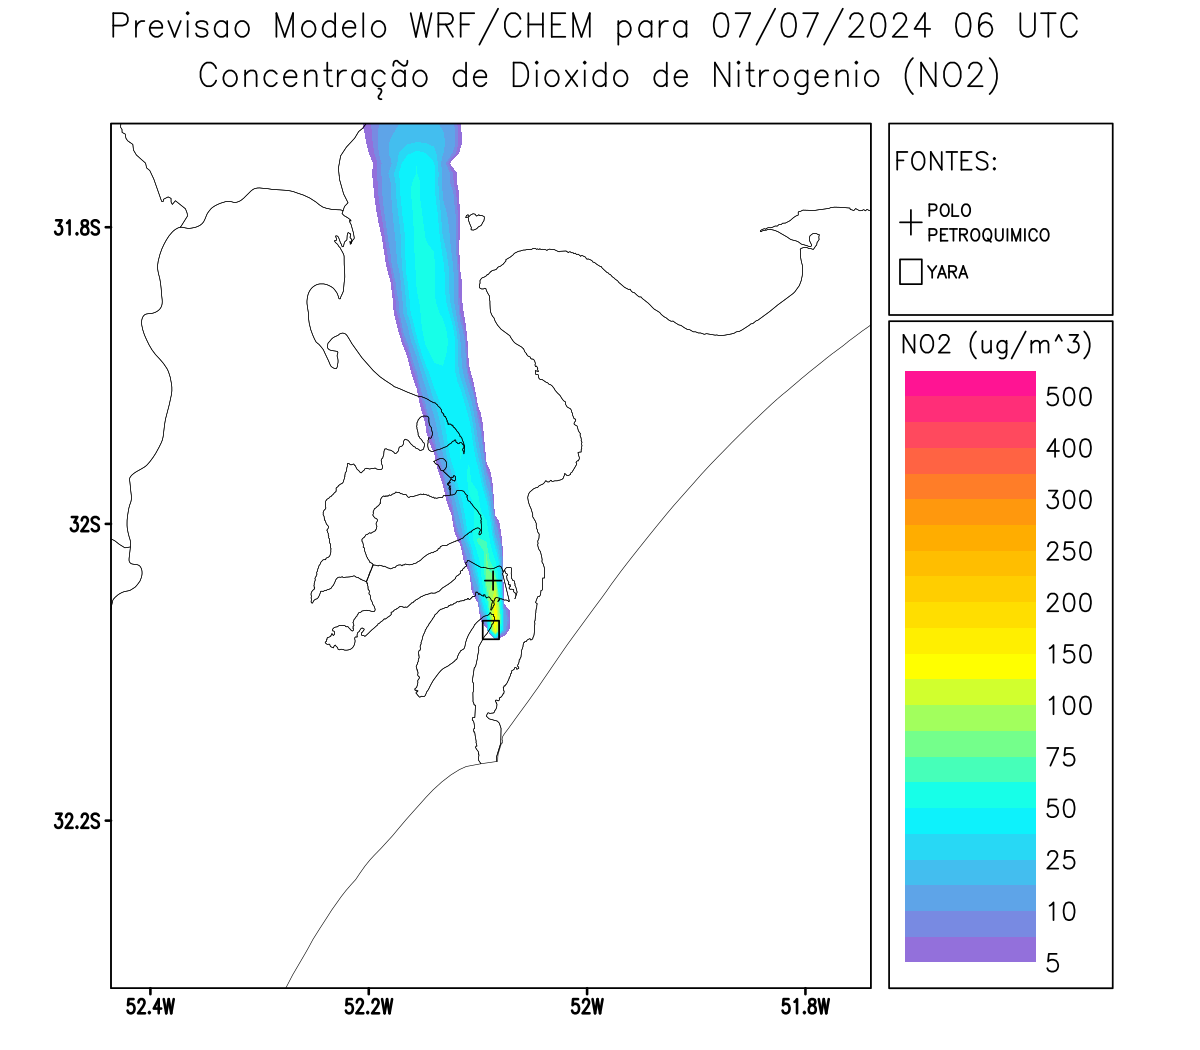 Previsao Modelo WRF/CHEM para 07/07/2024 06 UTC
Concentração de Dioxido de Nitrogenio (NO2)
FONTES:
POLO
PETROQUIMICO
YARA
NO2 (ug/m^3)
500
400
300
250
200
150
100
75
50
25
10
5
31.8S
32S
32.2S
52.4W
52.2W
52W
51.8W